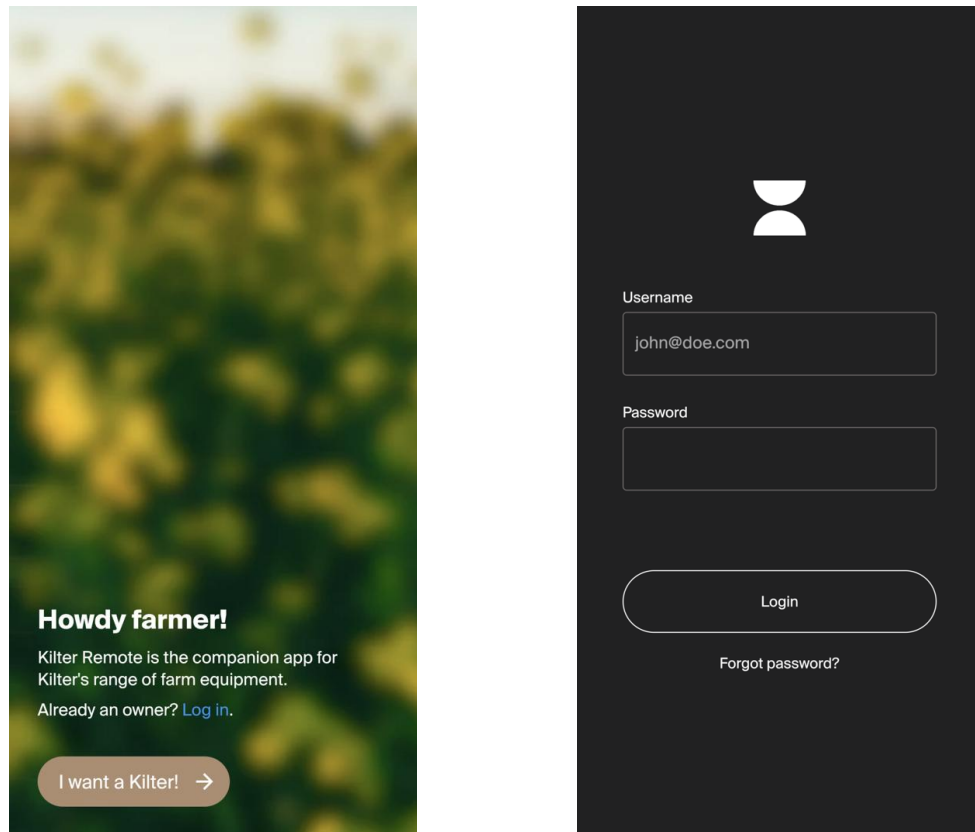 Howdy farmer!
Kilter Remote is the companion app for
Kilter's range of farm equipment.
Already an owner? Log in.
I want a Kilter!
Username
john@doe.com
Password
Login
Forgot password?